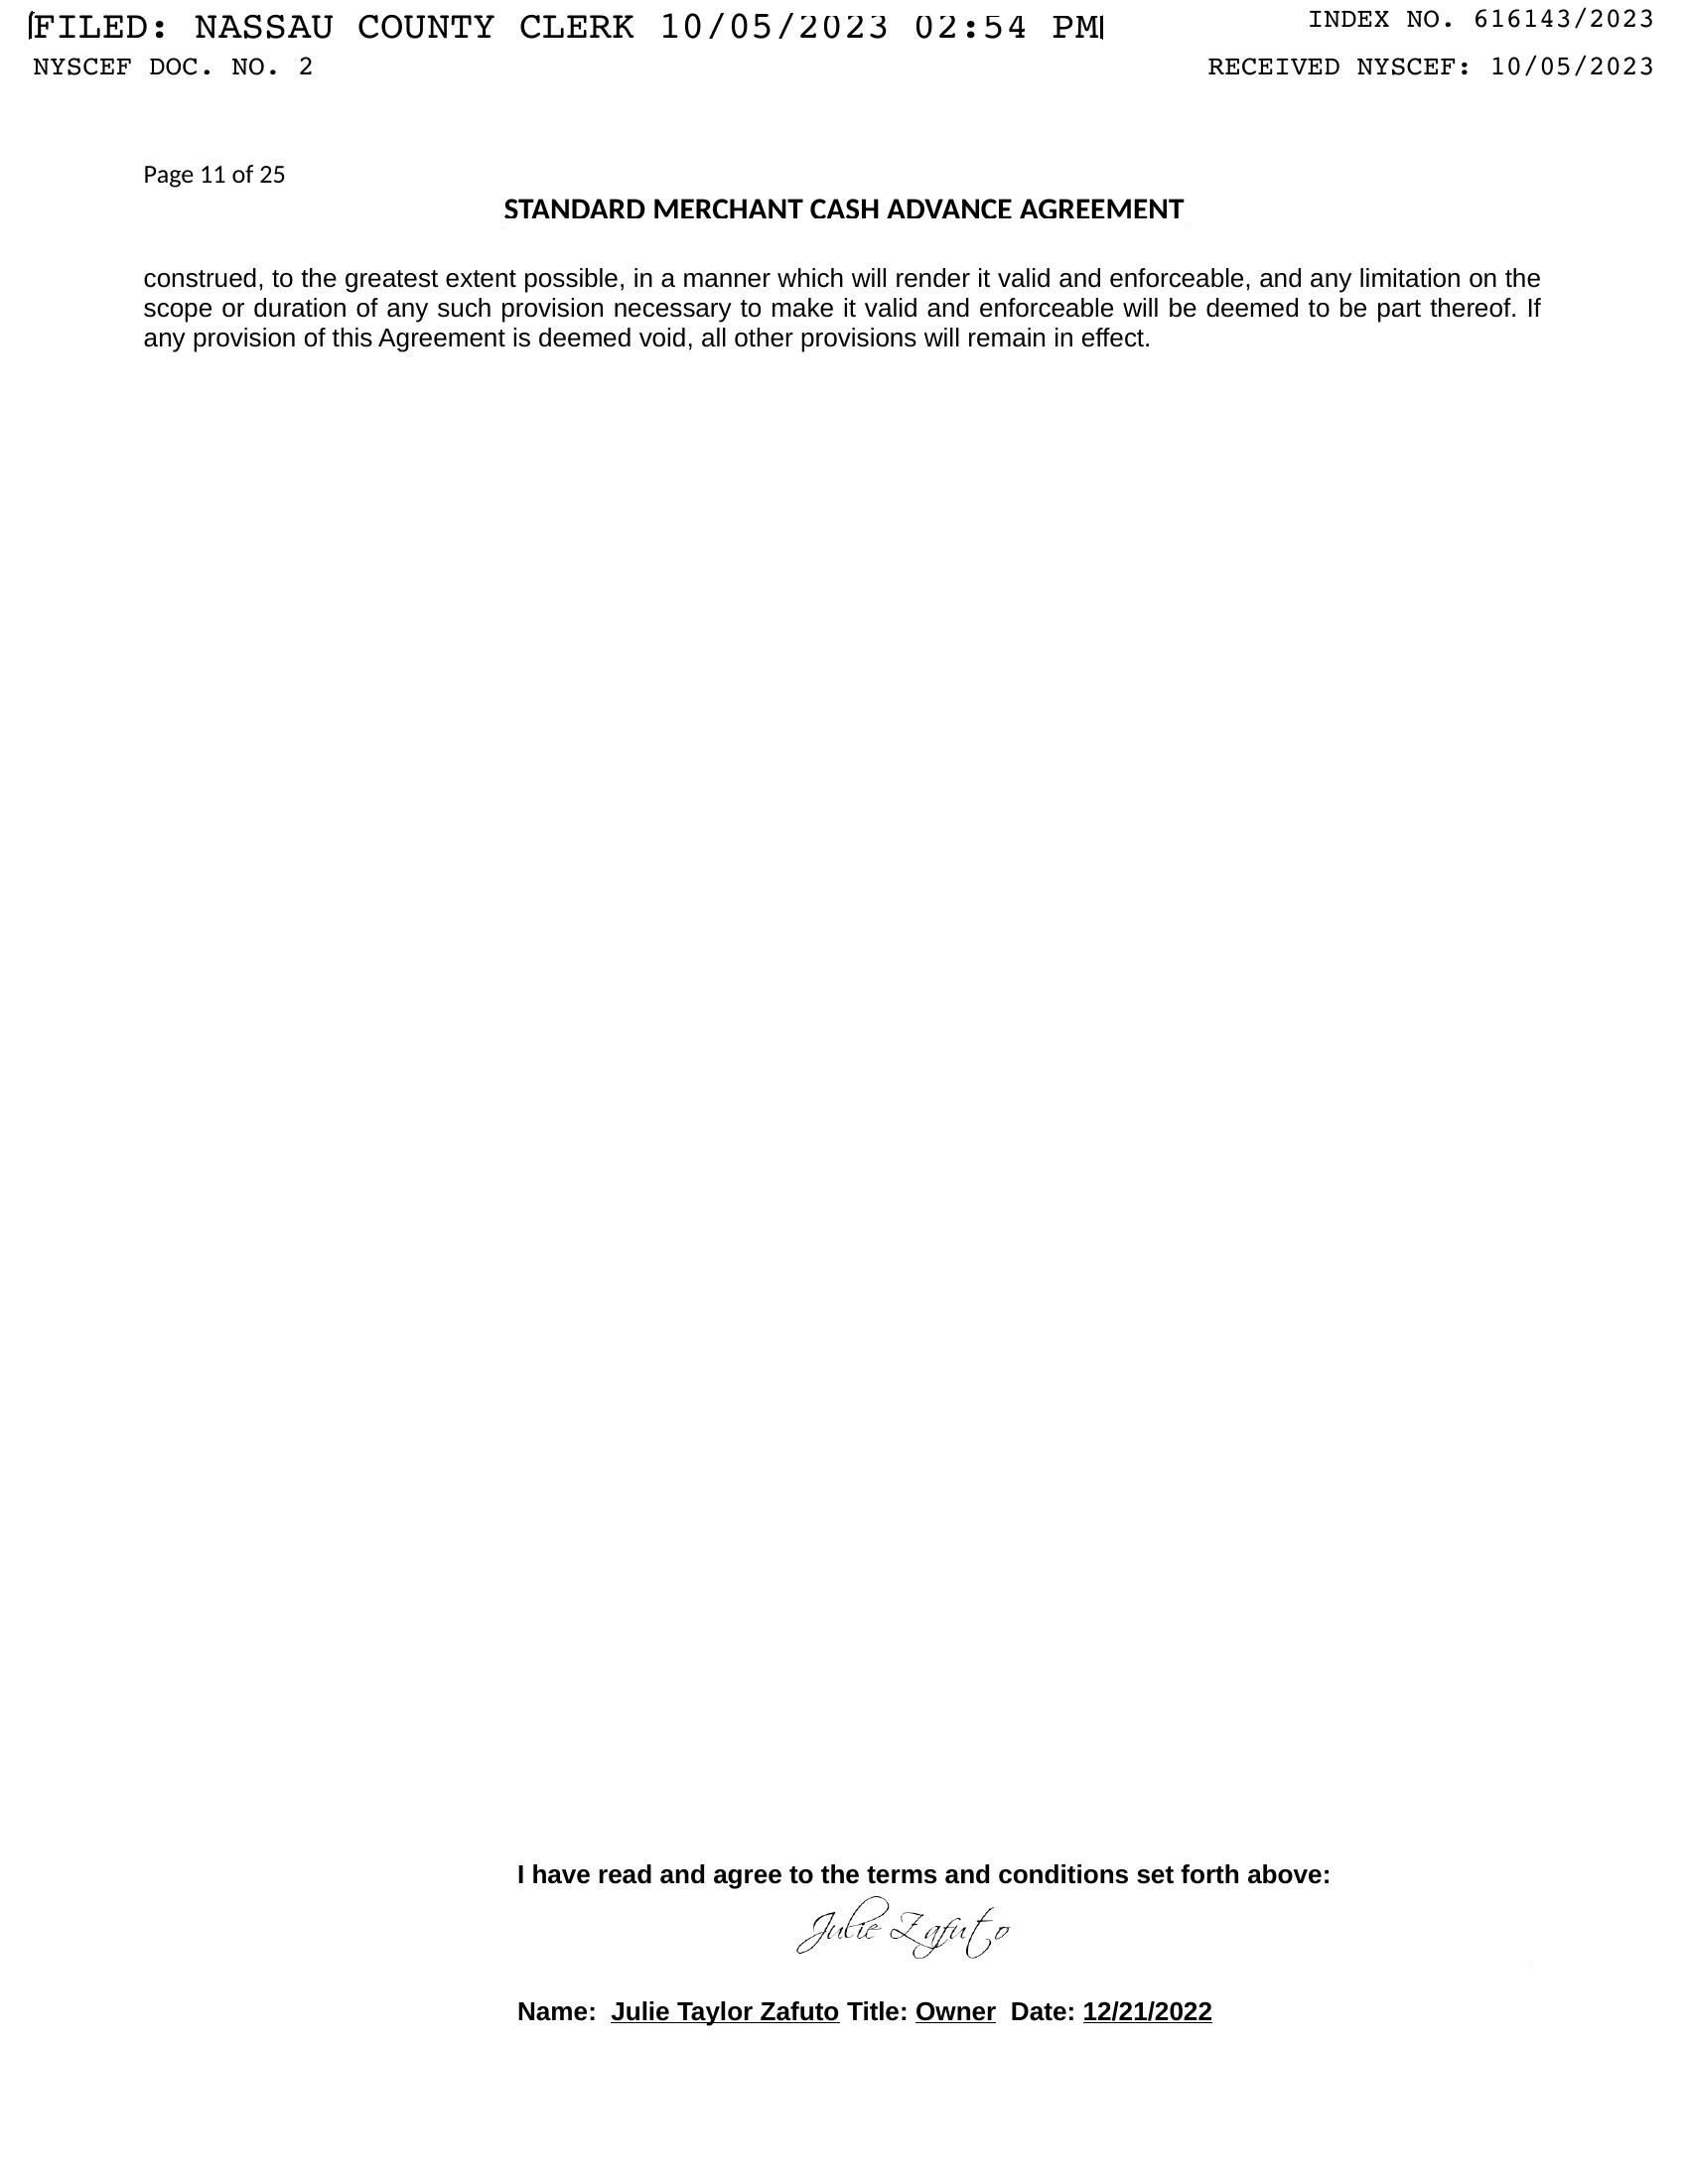 FILED: NASSAU COUNTY CLERK 10/05/2023 02:54 PM
INDEX NO. 616143/2023
NYSCEF DOC. NO. 2
RECEIVED NYSCEF: 10/05/2023
Page 11 of 25
STANDARD MERCHANT CASH ADVANCE AGREEMENT
construed, to the greatest extent possible, in a manner which will render it valid and enforceable, and any limitation on the
scope or duration of any such provision necessary to make it valid and enforceable will be deemed to be part thereof. If
any provision of this Agreement is deemed void, all other provisions will remain in effect.
I have read and agree to the terms and conditions set forth above:
Julie Zafuto
Name: Julie Taylor Zafuto Title: Owner Date: 12/21/2022